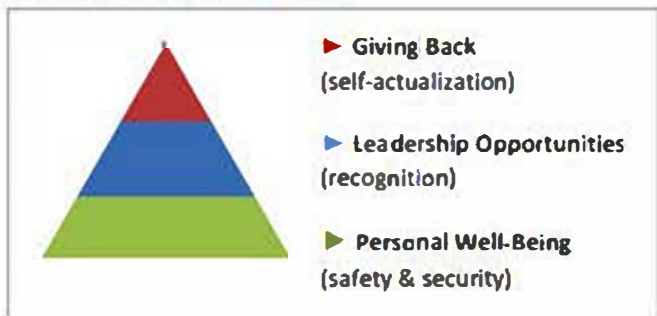 Giving Back
(self-actualization)
Leadership Opportunities
(recognition)
Personal Well-Being
(safety & security)